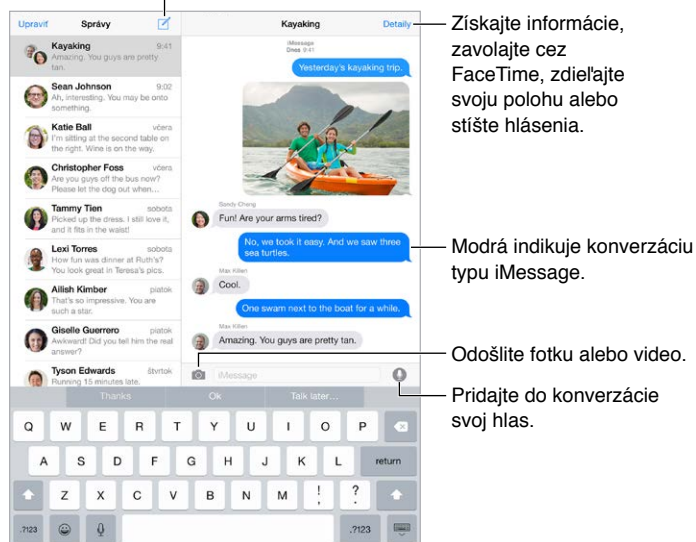 Upraviť
Správy
Kayaking
9:41
Amazing. You guys are pretty
tan.
Sean Johnson
9:02
Ah, interesting. You may be onto
something.
Katie Ball
včera
I'm sitting at the second table on
the right. Wine is on the way.
Christopher Foss
včera
Are you guys off the bus now?
Please let the dog out when...
Tammy Tien
sobota
Picked up the dress. I still love it,
and it fits in the waist!
Lexi Torres
sobota
How fun was dinner at Ruth's?
You look great in Teresa's pics.
Ailish Kimber
piatok
That's so impressive. You are
such a star.
Giselle Guerrero
piatok
Awkward! Did you tell him the real
answer?
Tyson Edwards
štvrtok
Running 15 minutes late.
Kayaking
Detaily
iMessage
Dnes 9:41
Yesterday's kayaking trip.
Sandy Cheng
Fun! Are your arms tired?
No, we took it easy. And we saw three
sea turtles.
Max Killen
Cool.
One swam next to the boat for a while.
Max Killen
Amazing. You guys are pretty tan.
iMessage
Thanks
Ok
Talk later...
Q W E R T Y U I O P
A S D F G H J K L return
Z X C V B N M ! , ? .
.?123 .?123
Získajte informácie,
zavolajte cez
FaceTime, zdieľajte
svoju polohu alebo
stíšte hlásenia.
Modrá indikuje konverzáciu
typu iMessage.
Odošlite fotku alebo video.
Pridajte do konverzácie
svoj hlas.